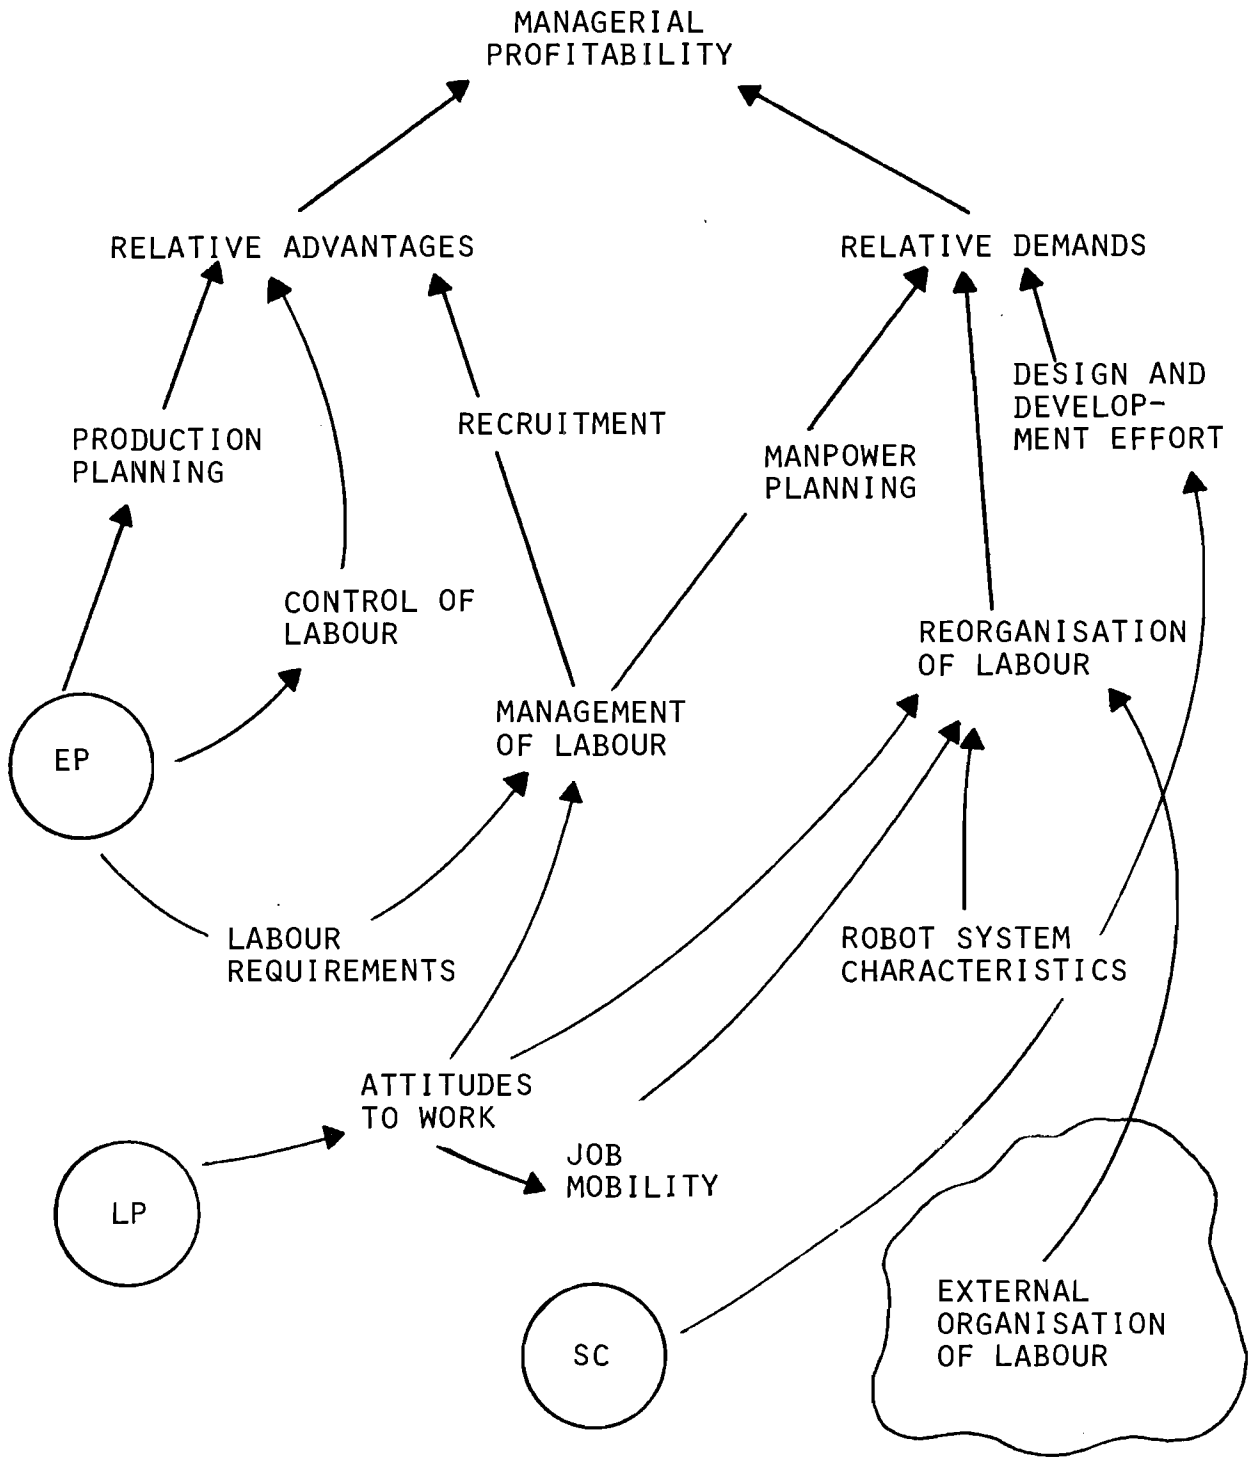 MANAGERIAL
PROFITABILITY
RELATIVE ADVANTAGES
RELATIVE DEMANDS
DESIGN AND
DEVELOP-
MENT EFFORT
RECRUITMENT
PRODUCTION
PLANNING
MANPOWER
PLANNING
CONTROL OF
LABOUR
REORGANISATION
OF LABOUR
MANAGEMENT
OF LABOUR
EP
LABOUR
REQUIREMENTS
ROBOT SYSTEM
CHARACTERISTICS
ATTITUDES
TO WORK
JOB
MOBILITY
LP
SC
EXTERNAL
ORGANISATION
OF LABOUR